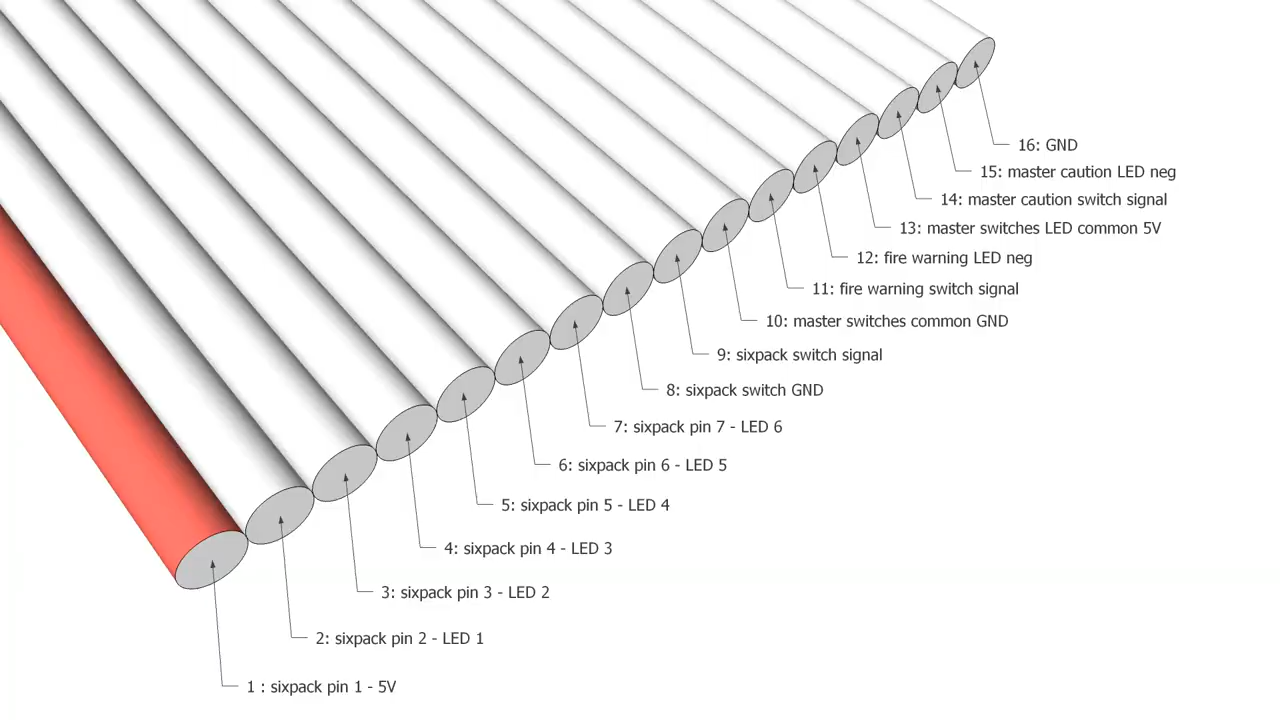 16: GND
15: master caution LED neg
14: master caution switch signal
13: master switches LED common 5V
12: fire warning LED neg
11: fire warning switch signal
10: master switches common GND
9: sixpack switch signal
8: sixpack switch GND
7: sixpack pin 7 - LED 6
6: sixpack pin 6 - LED 5
5: sixpack pin 5 - LED 4
4: sixpack pin 4 - LED 3
3: sixpack pin 3 - LED 2
2: sixpack pin 2 - LED 1
1 : sixpack pin 1 - 5V